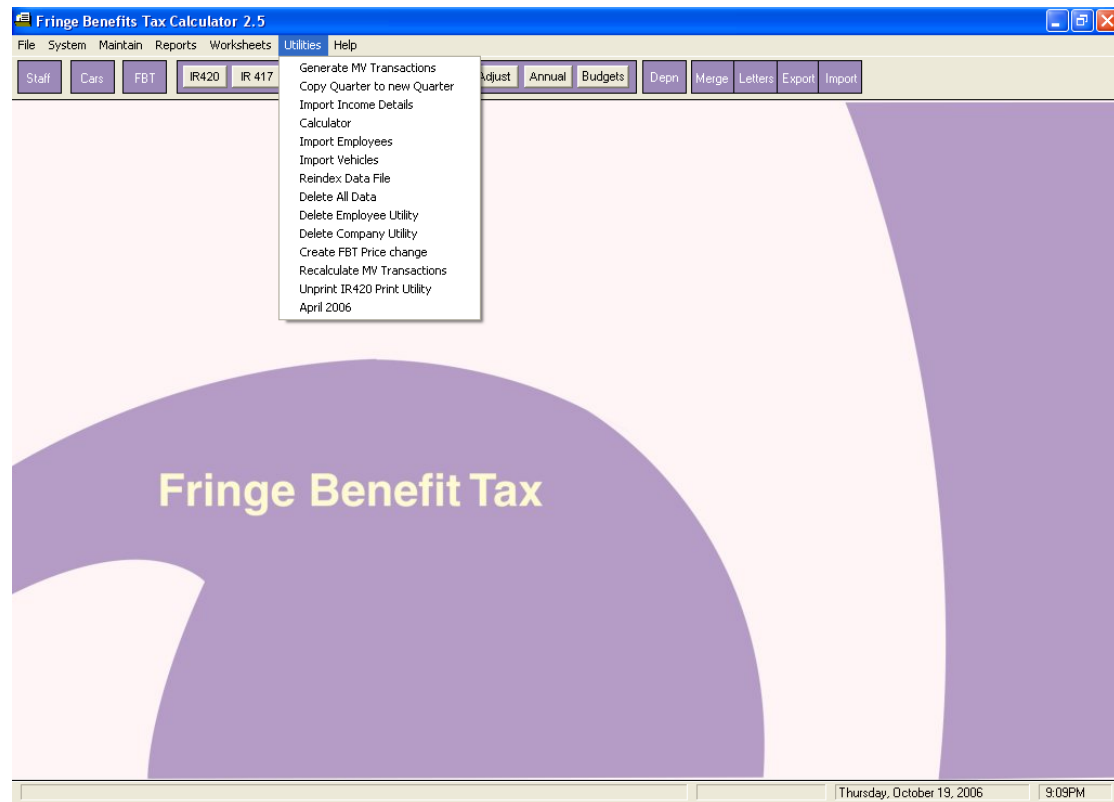 Fringe Benefits Tax Calculator 2.5
File System Maintain Reports Worksheets Utilities Help
Staff Cars FBT IR420 IR 417 Adjust Annual Budgets Depn Merge Letters Export Import
Generate MV Transactions
Copy Quarter to new Quarter
Import Income Details
Calculator
Import Employees
Import Vehicles
Reindex Data File
Delete All Data
Delete Employee Utility
Delete Company Utility
Create FBT Price change
Recalculate MV Transactions
Unprint IR420 Print Utility
April 2006
Fringe Benefit Tax
Thursday, October 19, 2006 9:09PM